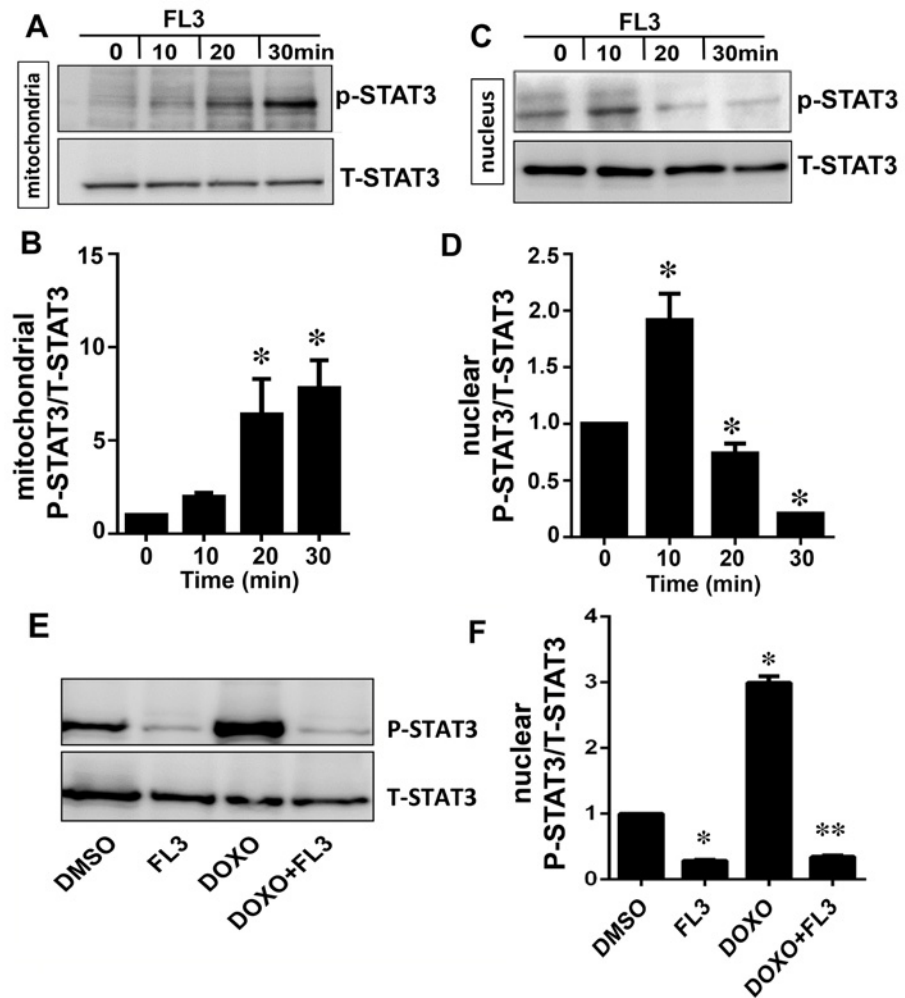 A
FL3
0 10 20 30min
mitochondria
p-STAT3
T-STAT3
C
FL3
0 10 20 30min
nucleus
p-STAT3
T-STAT3
B
mitochondrial
P-STAT3/T-STAT3
15
10
5
0
*
*
0 10 20 30
Time (min)
D
nuclear
P-STAT3/T-STAT3
2.5
2.0
1.5
1.0
0.5
0
*
*
*
0 10 20 30
Time (min)
E
P-STAT3
T-STAT3
DMSO
FL3
DOXO
DOXO+FL3
F
nuclear
P-STAT3/T-STAT3
4
3
2
1
0
*
*
**
DMSO
FL3
DOXO
DOXO+FL3